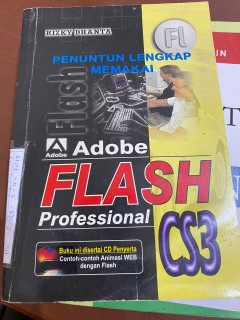 RIZKY DHANTA
Fl
PENUNTUN LENGKAP
MEMAKAI
Flash
Adobe
Adobe
FLASH
Professional
CS3
Buku ini disertai CD Penyerta
Contoh-contoh Animasi WEB
dengan Flash